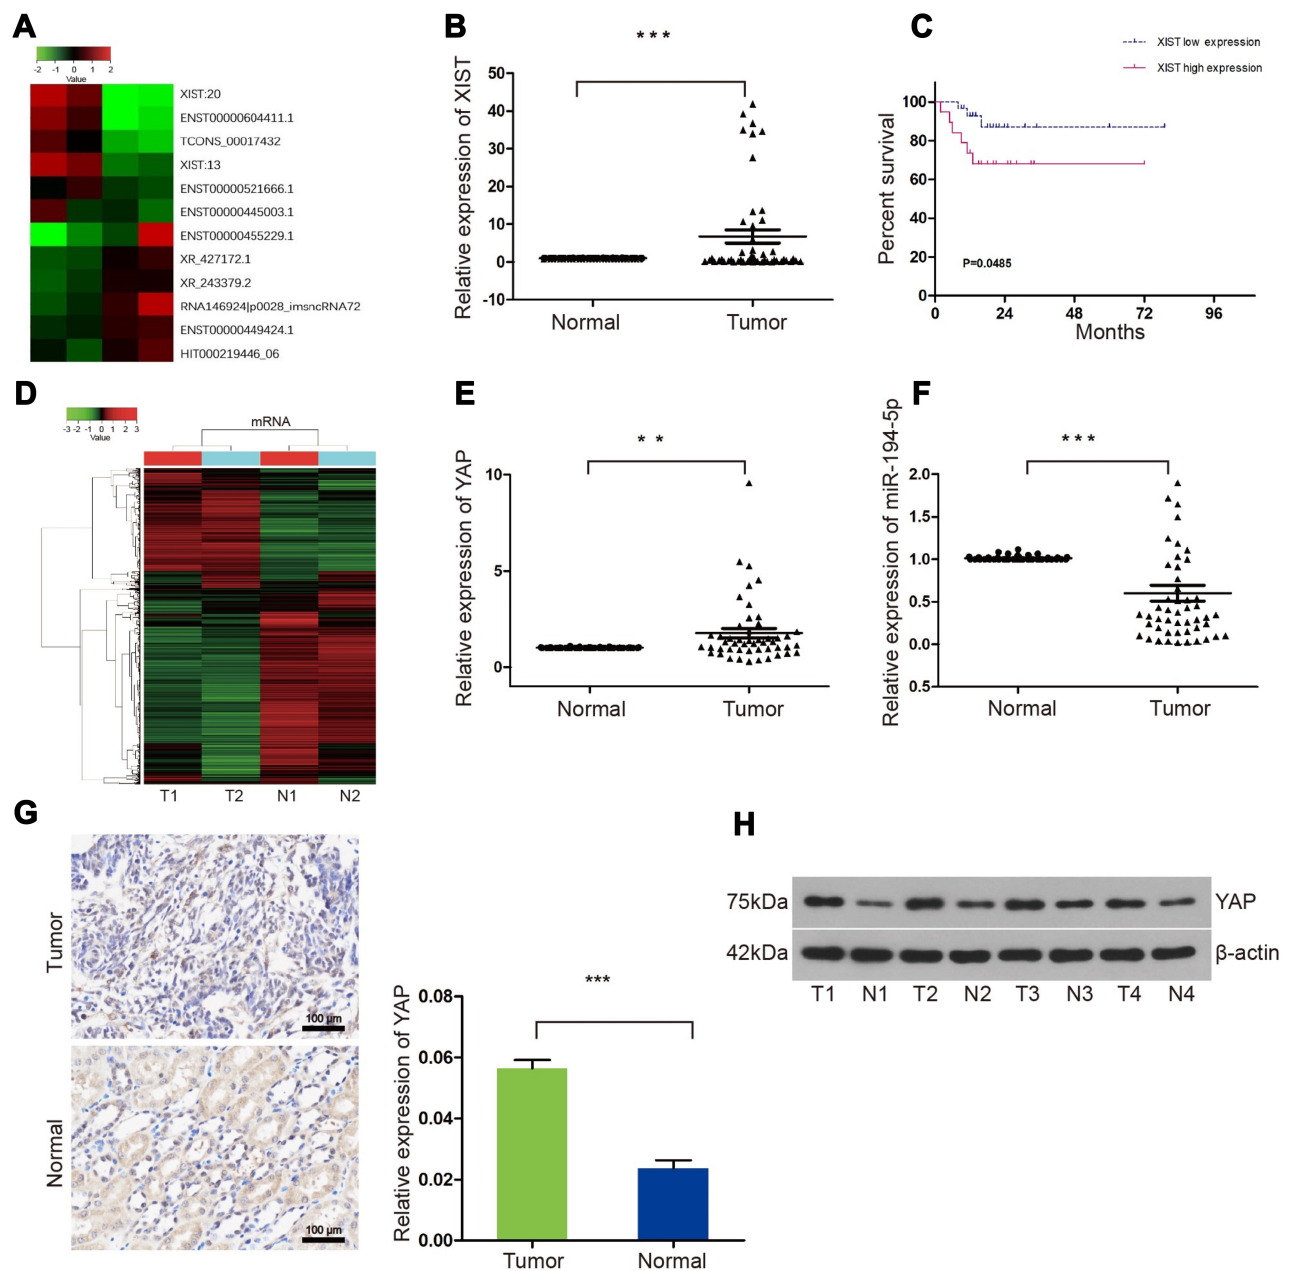 A
-2 -1 0 1 2
Value
XIST:20
ENST00000604411.1
TCONS_00017432
XIST:13
ENST00000521666.1
ENST00000445003.1
ENST00000455229.1
XR_427172.1
XR_243379.2
RNA146924|p0028_imsncRNA72
ENST00000449424.1
HIT000219446_06
B
***
Relative expression of XIST
50
40
30
20
10
0
-10
Normal Tumor
C
XIST low expression
XIST high expression
Percent survival
100
80
60
40
20
0
P=0.0485
0 24 48 72 96
Months
D
-3 -2 -1 0 1 2 3
Value
mRNA
T1 T2 N1 N2
E
**
Relative expression of YAP
10
5
0
Normal Tumor
F
***
Relative expression of miR-194-5p
2.0
1.5
1.0
0.5
0.0
0.5
Normal Tumor
G
Tumor
100 μm
Normal
100 μm
***
Relative expression of YAP
0.08
0.06
0.04
0.02
0.00
Tumor Normal
H
75kDa YAP
42kDa β-actin
T1 N1 T2 N2 T3 N3 T4 N4